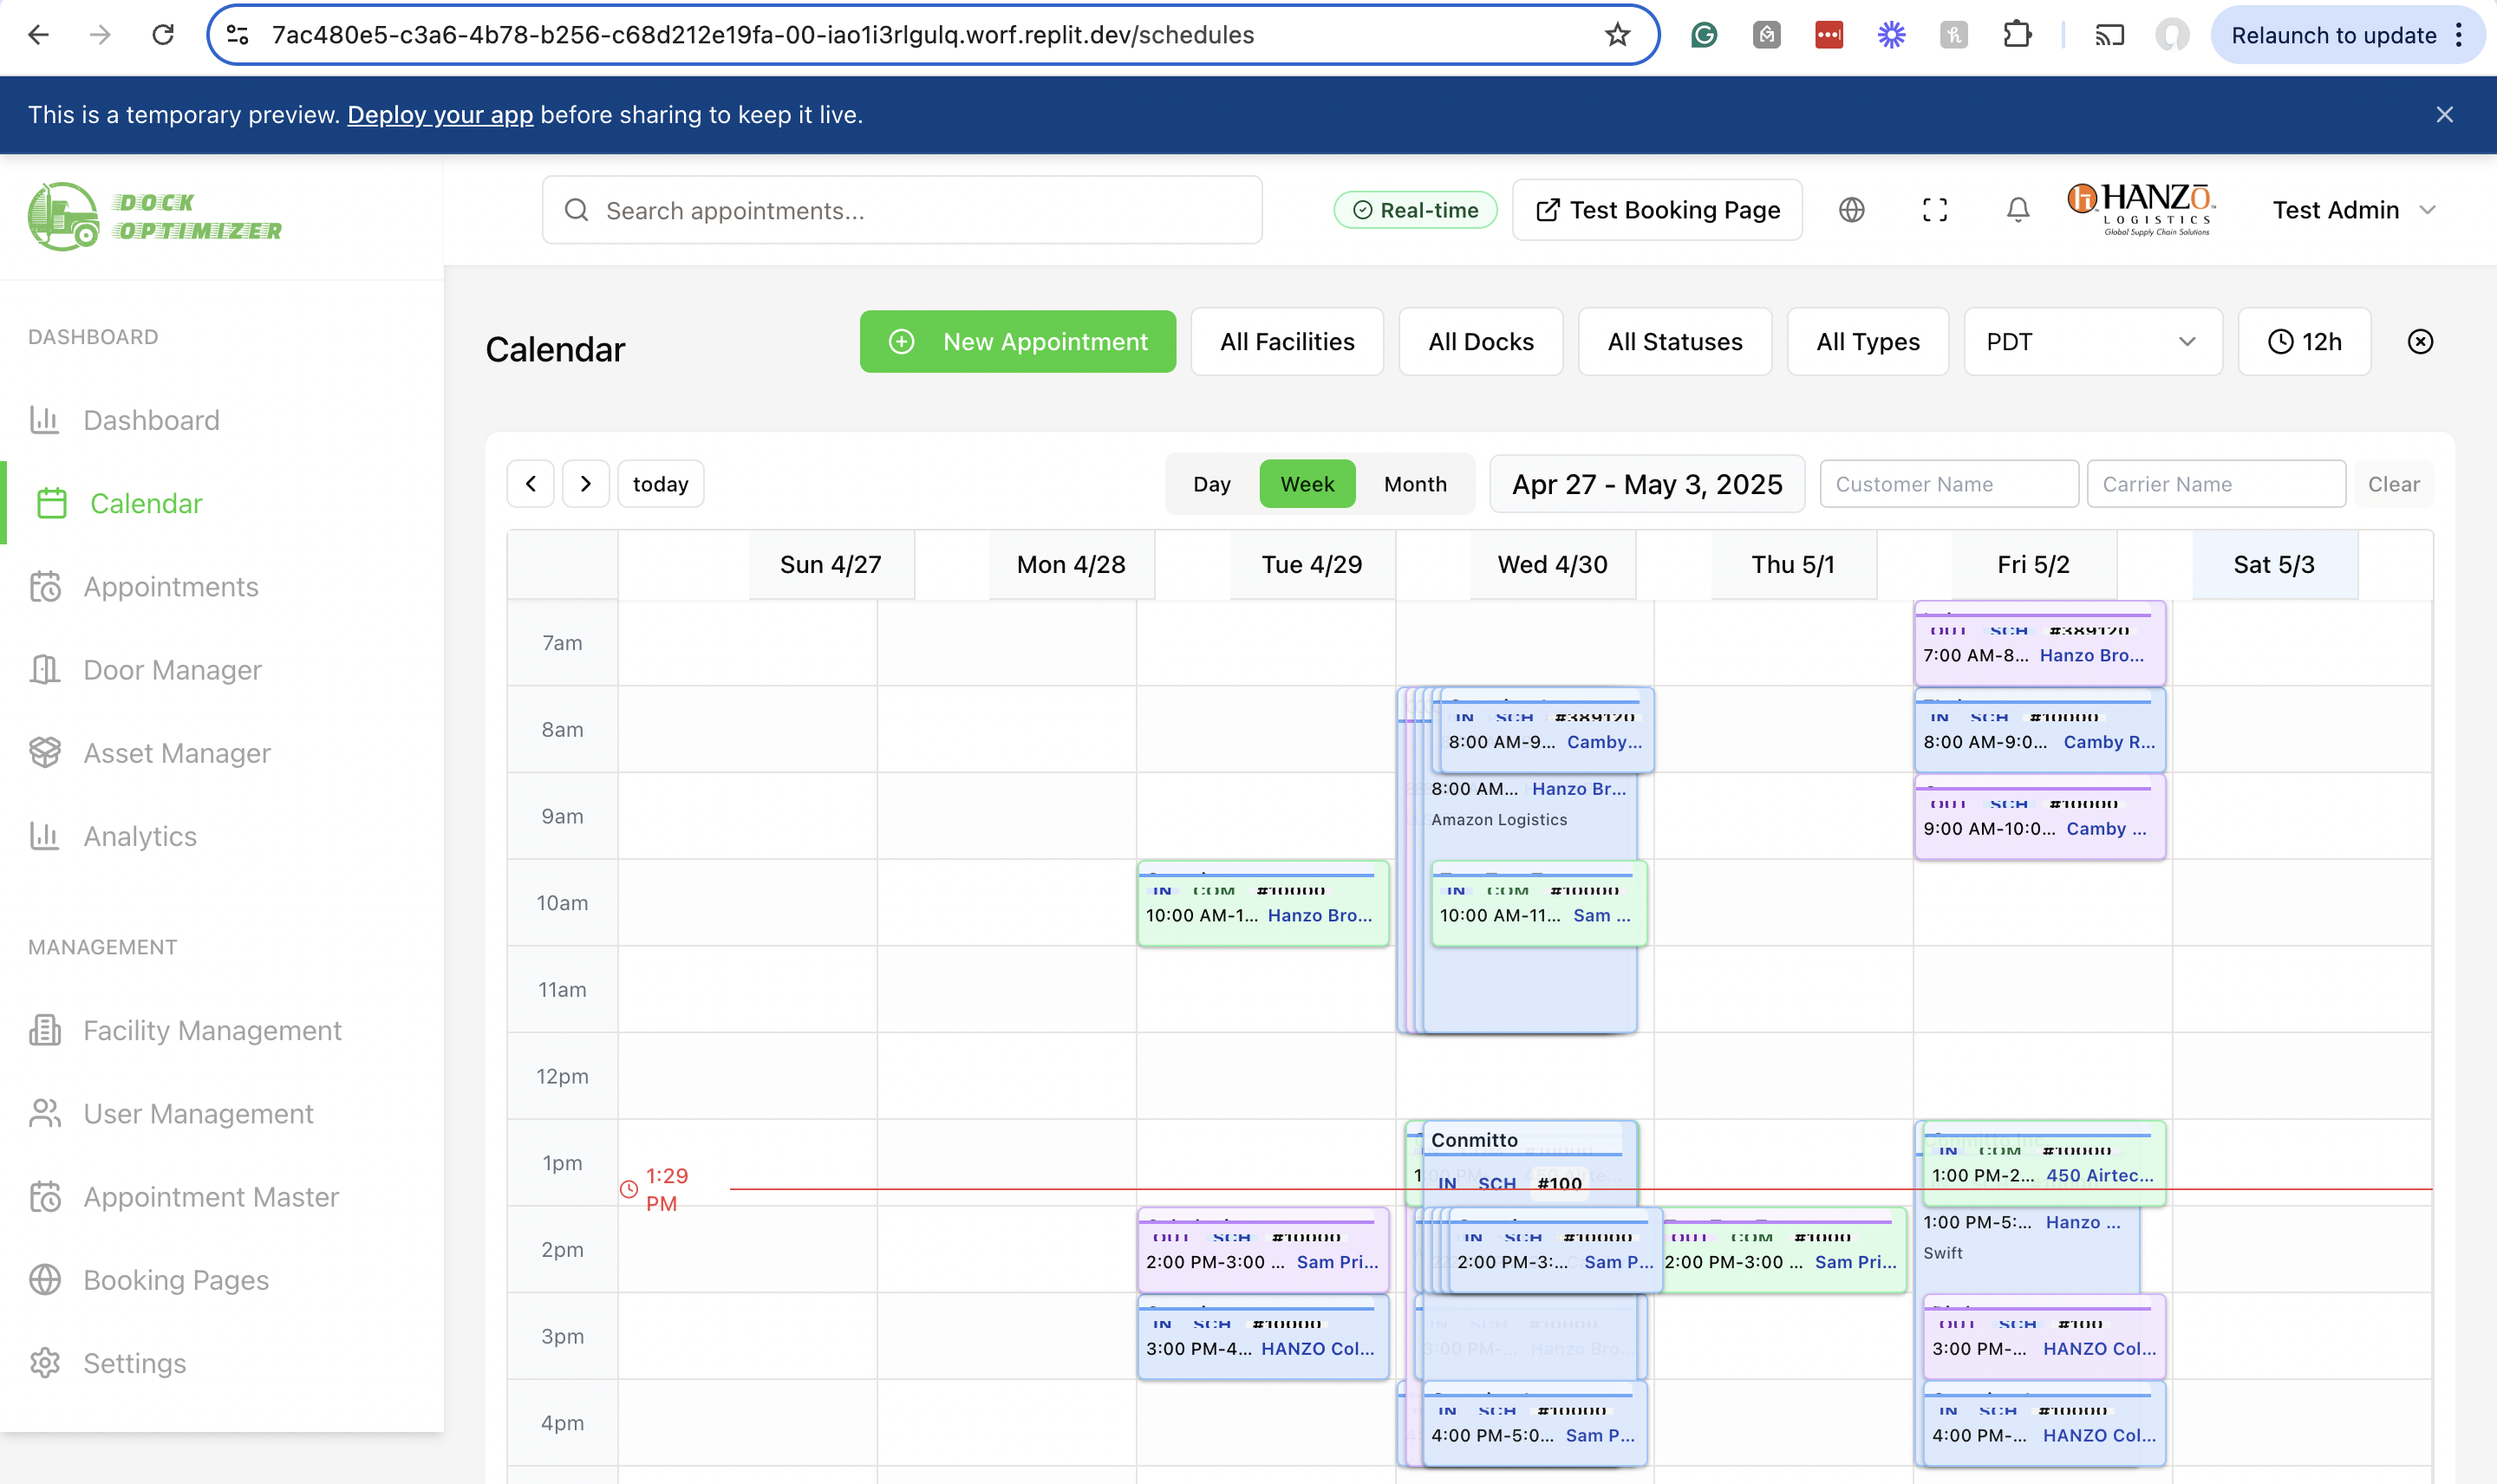 7ac480e5-c3a6-4b78-b256-c68d212e19fa-00-iao1i3rlgulq.worf.replit.dev/schedules
Relaunch to update
This is a temporary preview. Deploy your app before sharing to keep it live.
DOCK
OPTIMIZER
Search appointments...
Real-time
Test Booking Page
HANZO
LOGISTICS
Global Supply Chain Solutions
Test Admin
DASHBOARD
Dashboard
Calendar
Appointments
Door Manager
Asset Manager
Analytics
MANAGEMENT
Facility Management
User Management
Appointment Master
Booking Pages
Settings
Calendar
New Appointment
All Facilities
All Docks
All Statuses
All Types
PDT
12h
today
Day
Week
Month
Apr 27 - May 3, 2025
Customer Name
Carrier Name
Clear
Sun 4/27
Mon 4/28
Tue 4/29
Wed 4/30
Thu 5/1
Fri 5/2
Sat 5/3
7am
8am
9am
10am
11am
12pm
1pm
2pm
3pm
4pm
1:29
PM
IN COM #10000
10:00 AM-1... Hanzo Bro...
OUT SCH #10000
2:00 PM-3:00 ... Sam Pri...
IN SCH #10000
3:00 PM-4... HANZO Col...
IN SCH #389120
8:00 AM-9... Camby...
8:00 AM... Hanzo Br...
Amazon Logistics
IN COM #10000
10:00 AM-11... Sam ...
Conmitto
IN SCH #100
IN SCH #10000
2:00 PM-3:... Sam P...
IN SCH #10000
3:00 PM-... Hanzo Bro...
IN SCH #10000
4:00 PM-5:0... Sam P...
OUT COM #1000
2:00 PM-3:00 ... Sam Pri...
OUT SCH #389120
7:00 AM-8... Hanzo Bro...
IN SCH #10000
8:00 AM-9:0... Camby R...
OUT SCH #10000
9:00 AM-10:0... Camby ...
IN COM #10000
1:00 PM-2... 450 Airtec...
1:00 PM-5:... Hanzo ...
Swift
OUT SCH #100
3:00 PM-... HANZO Col...
IN SCH #10000
4:00 PM-... HANZO Col...